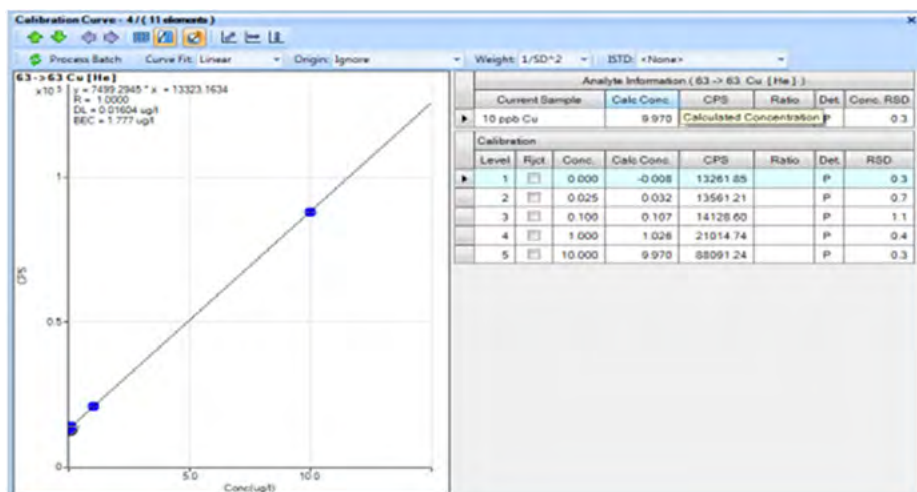 Calibration Curve - 4 / ( 11 elements )
Process Batch Curve Fit: Linear Origin: Ignore Weight: 1/SD^2 ISTD: <None>
63->63 Cu [He]
y = 7499.2945 * x + 13323.1634
R = 1.0000
DL = 0.01604 ug/l
BEC = 1.777 ug/l
1
0.5
0
5.0 10.0
CPS
Conc(ug/l)
Analyte Information ( 63 -> 63 Cu [He] )
Current Sample Calc Conc. CPS Ratio Det. Conc. RSD
10 ppb Cu 9.970 Calculated Concentration P 0.3
Calibration
Level Rjct Conc. Calc Conc. CPS Ratio Det. RSD
1 0.000 -0.008 13261.85 P 0.3
2 0.025 0.032 13561.21 P 0.7
3 0.100 0.107 14128.60 P 1.1
4 1.000 1.026 21014.74 P 0.4
5 10.000 9.970 88091.24 P 0.3